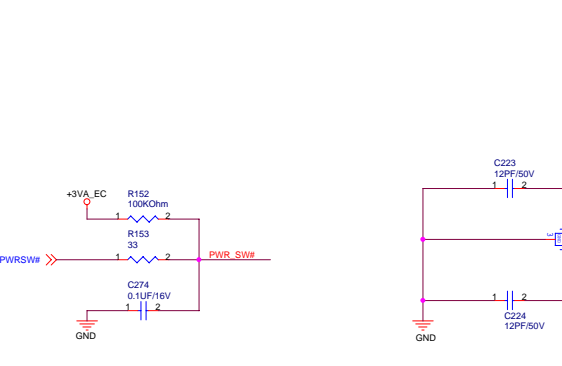 +3VA_EC
R152
100KOhm
1
2
R153
33
PWRSW#
1
2
PWR_SW#
C274
0.1UF/16V
1
2
GND
C223
12PF/50V
1
2
3
1
2
C224
12PF/50V
GND